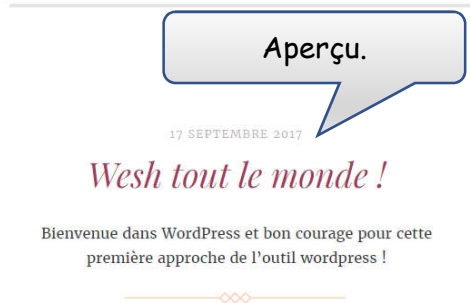 Aperçu.
17 SEPTEMBRE 2017
Wesh tout le monde !
Bienvenue dans WordPress et bon courage pour cette
première approche de l’outil wordpress !